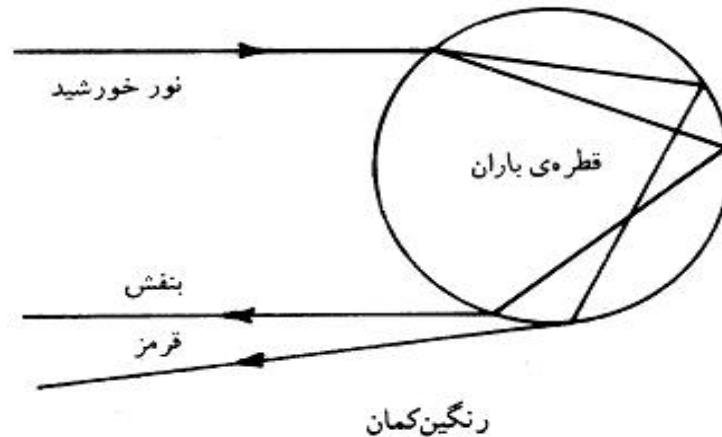 نور خورشید
قطره‌ی باران
بنفش
قرمز
رنگین‌کمان